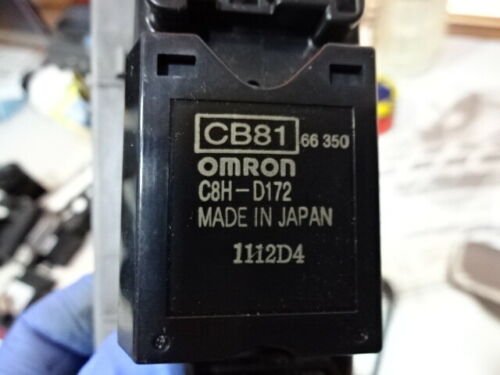 CB81 66 350
OMRON
C8H-D172
MADE IN JAPAN
1112D4